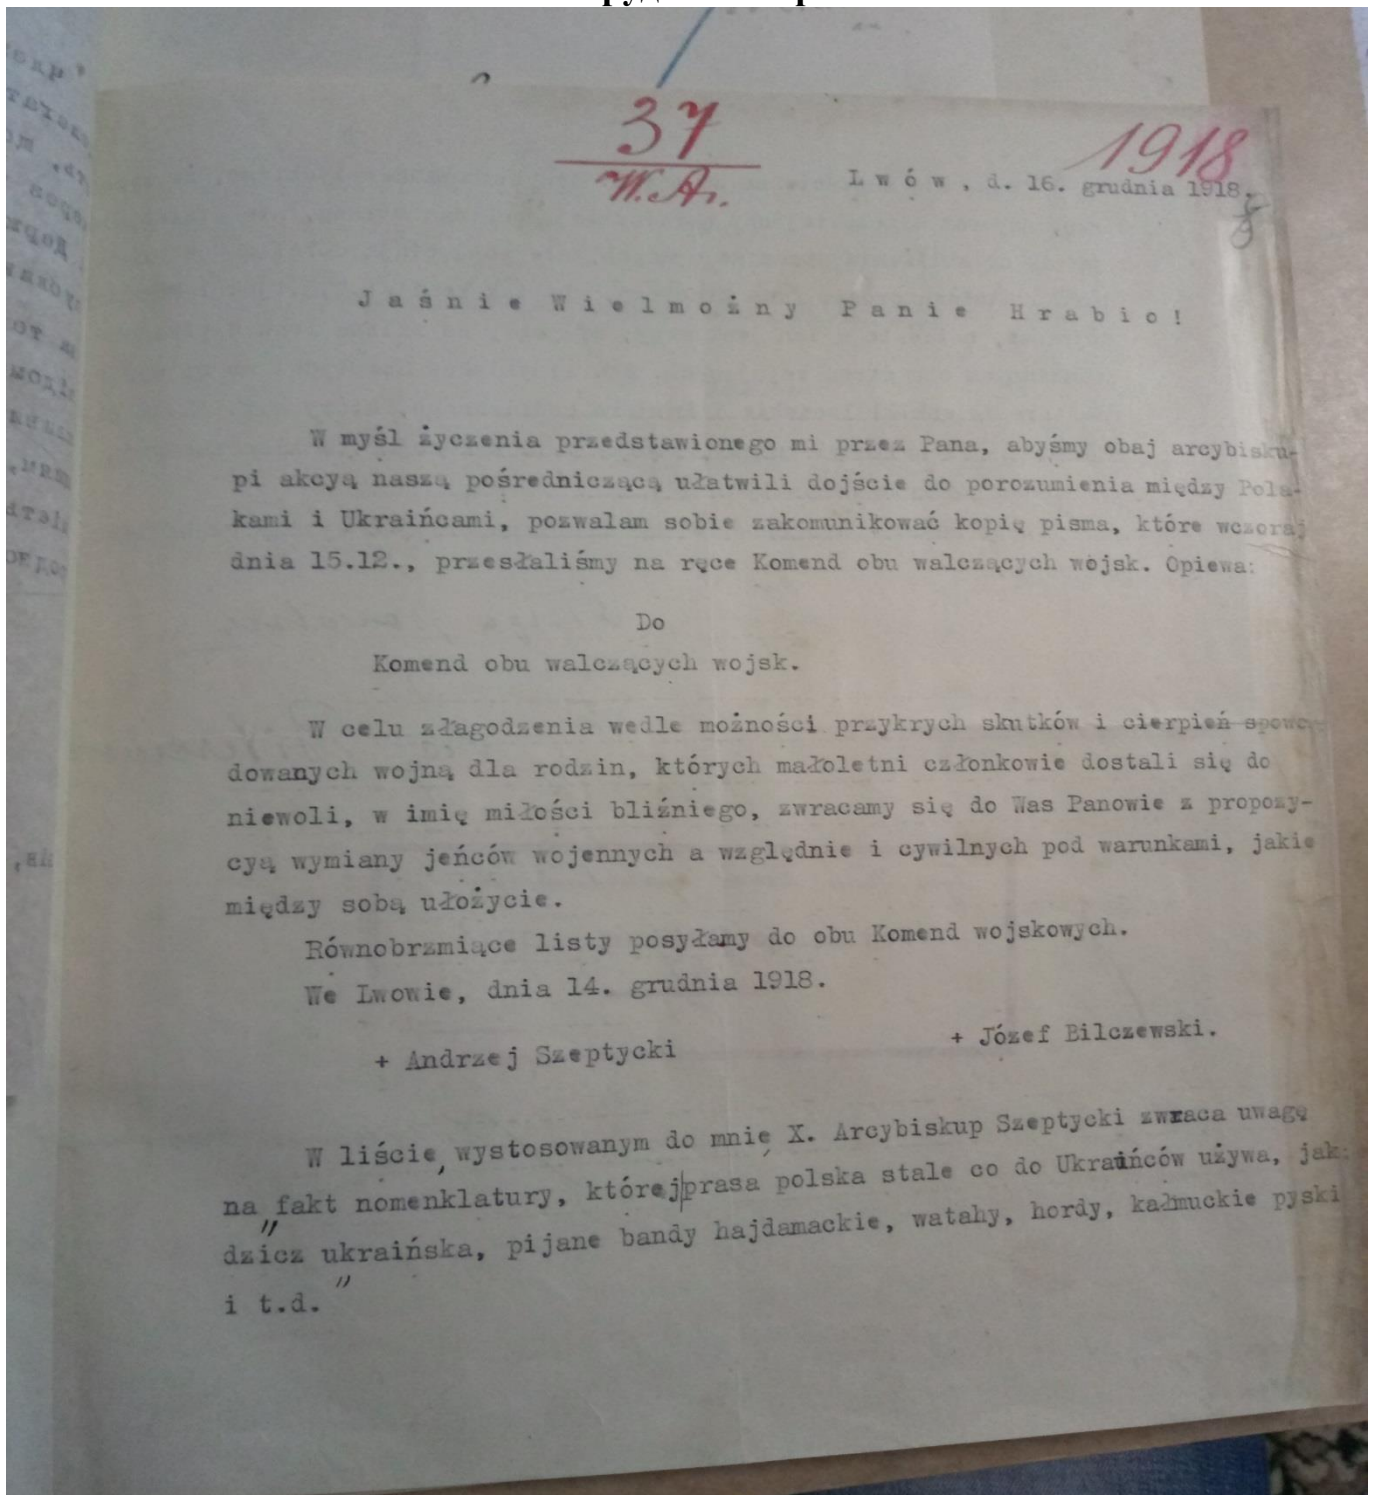 37
W.Ar.
1918
Lwów, d. 16. grudnia 1918.
8
Jaśnie Wielmożny Panie Hrabio!
W myśl życzenia przedstawionego mi przez Pana, abyśmy obaj arcybisku-
pi akcyą naszą pośredniczącą ułatwili dojście do porozumienia między Pola-
kami i Ukraińcami, pozwalam sobie zakomunikować kopię pisma, które wczoraj
dnia 15.12., przesłaliśmy na ręce Komend obu walczących wojsk. Opiewa:
Do
Komend obu walczących wojsk.
W celu złagodzenia wedle możności przykrych skutków i cierpień spowo-
dowanych wojną dla rodzin, których małoletni członkowie dostali się do
niewoli, w imię miłości bliźniego, zwracamy się do Was Panowie z propozy-
cyą wymiany jeńców wojennych a względnie i cywilnych pod warunkami, jakie
między sobą ułożycie.
Równobrzmiące listy posyłamy do obu Komend wojskowych.
We Lwowie, dnia 14. grudnia 1918.
+ Andrzej Szeptycki + Józef Bilczewski.
W liście, wystosowanym do mnie, X. Arcybiskup Szeptycki zwraca uwagę
na fakt nomenklatury, której prasa polska stale co do Ukraińców używa, jak:
"dzicz ukraińska, pijane bandy hajdamackie, watahy, hordy, kałmuckie pyski
i t.d."